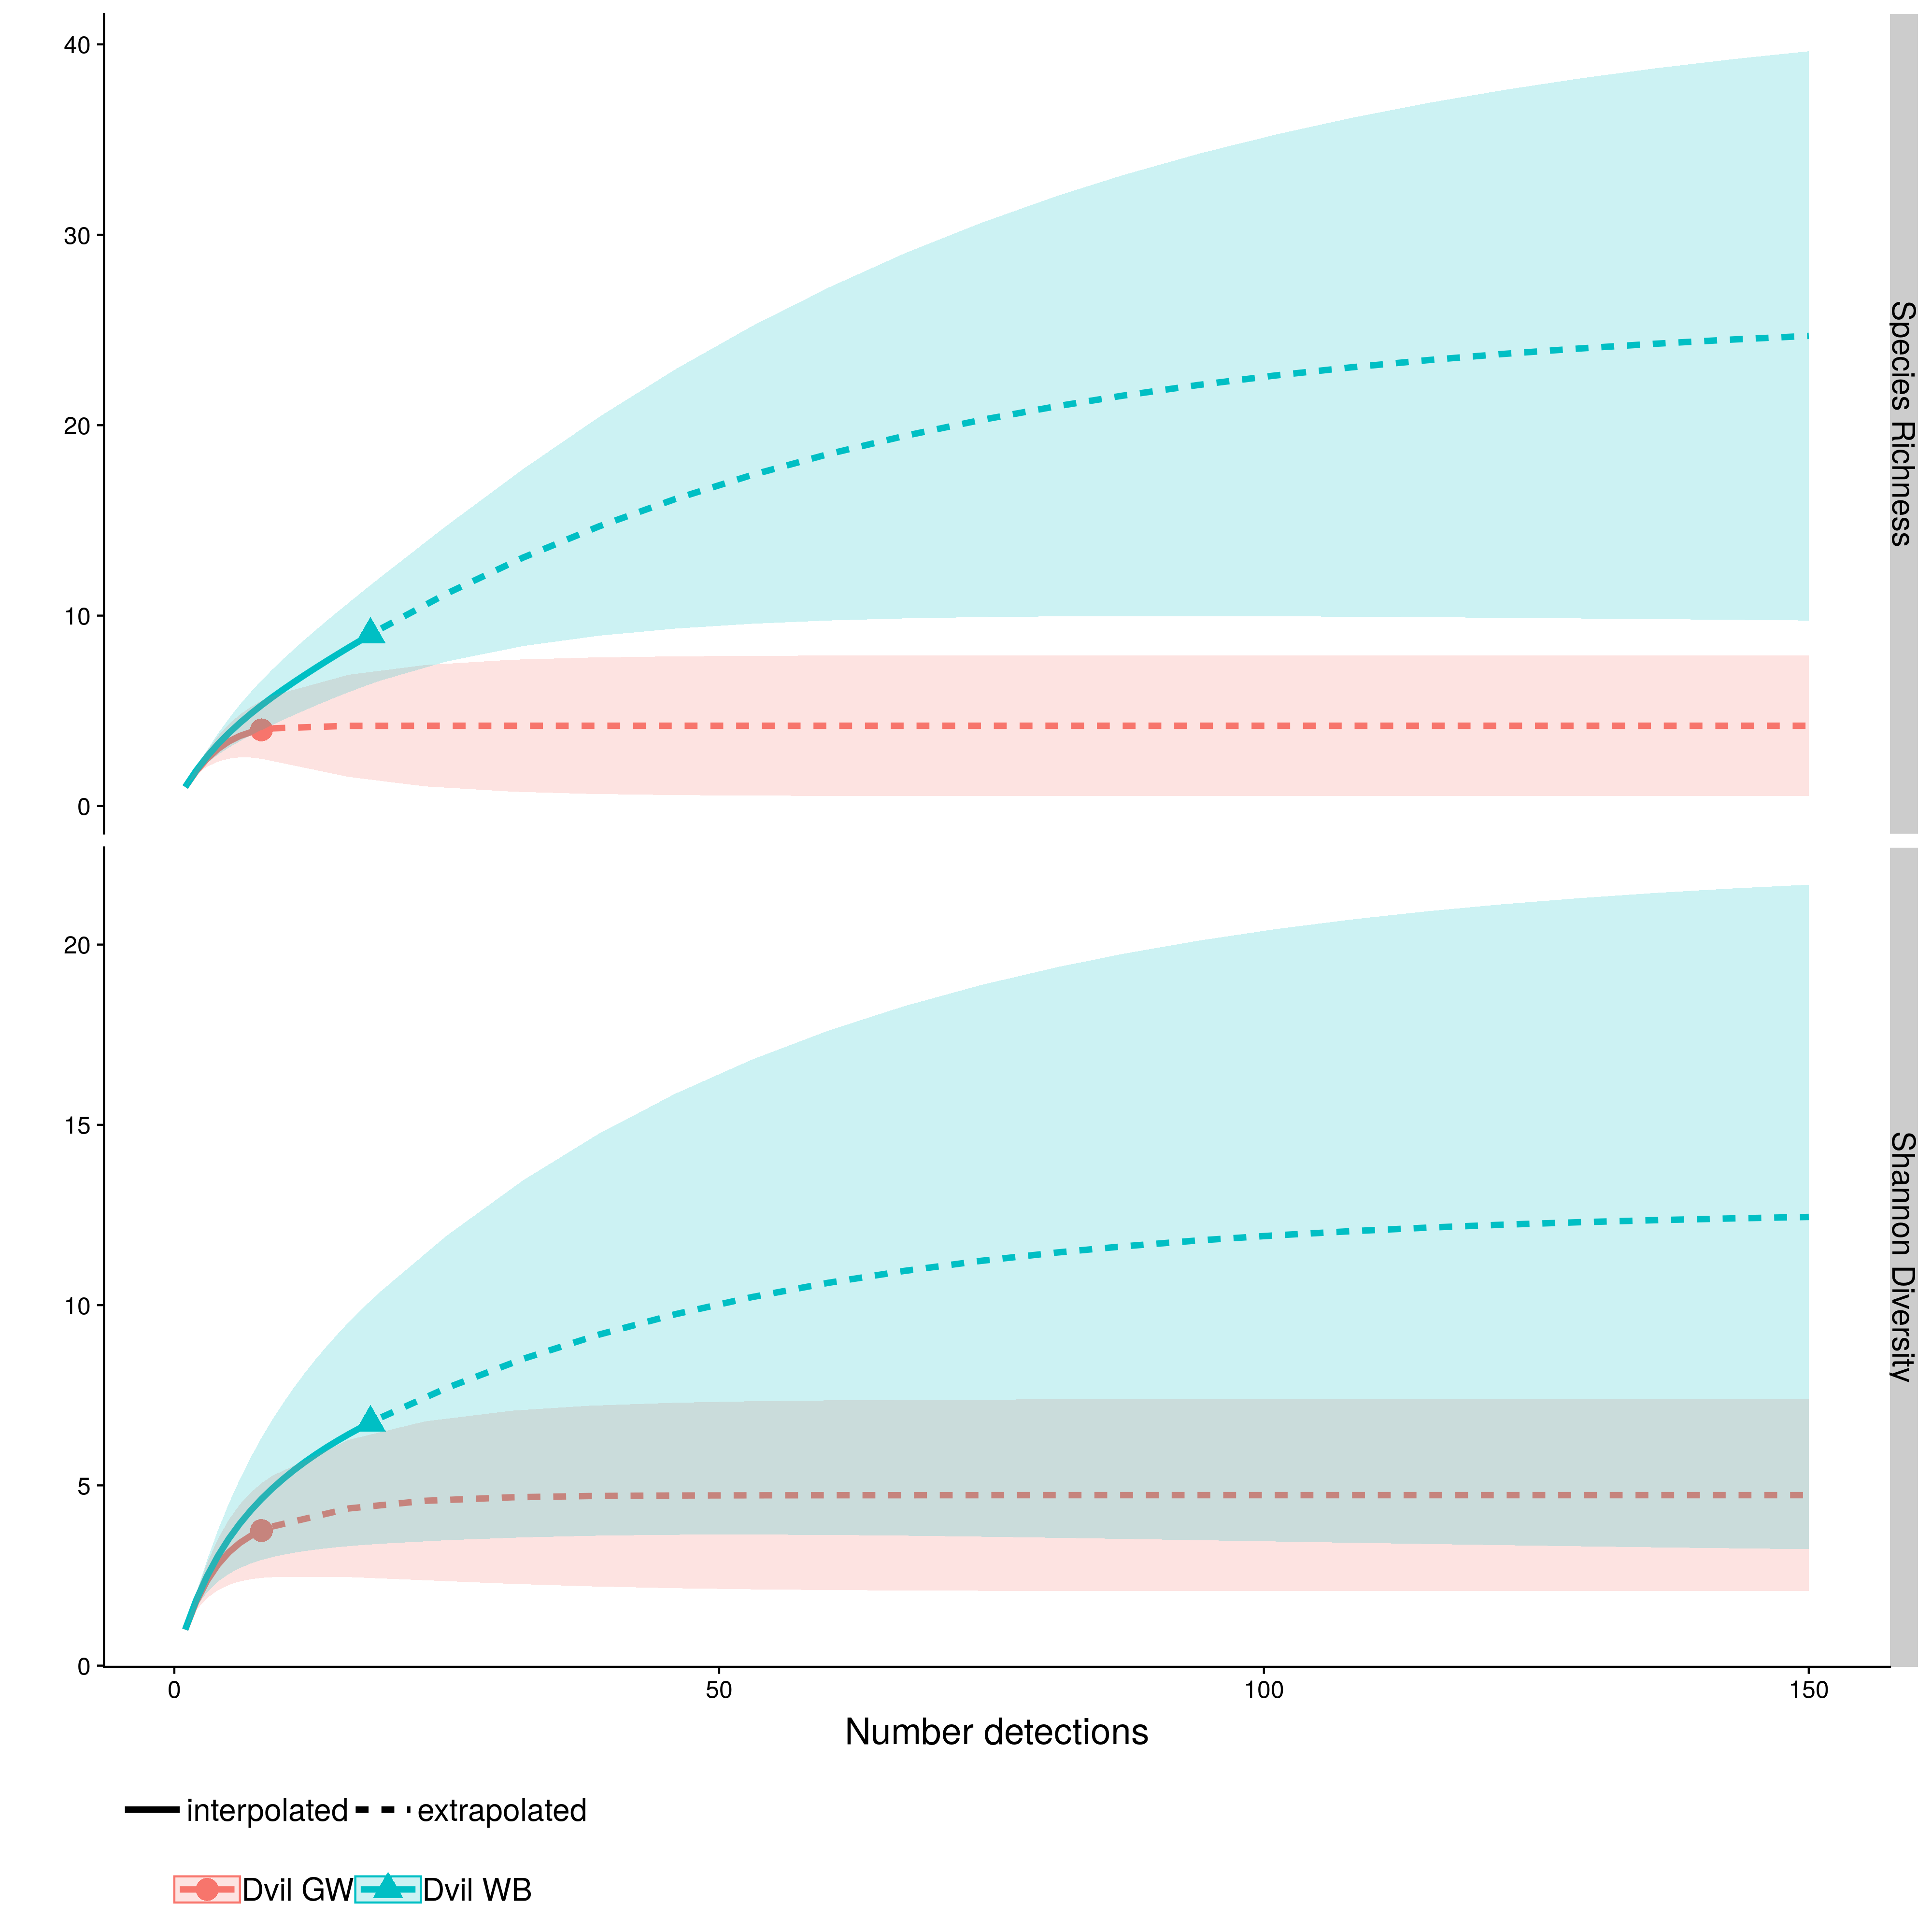 40
30
20
10
0
Species Richness
20
15
10
5
0
Shannon Diversity
0 50 100 150
Number detections
interpolated extrapolated
Dvil GW Dvil WB